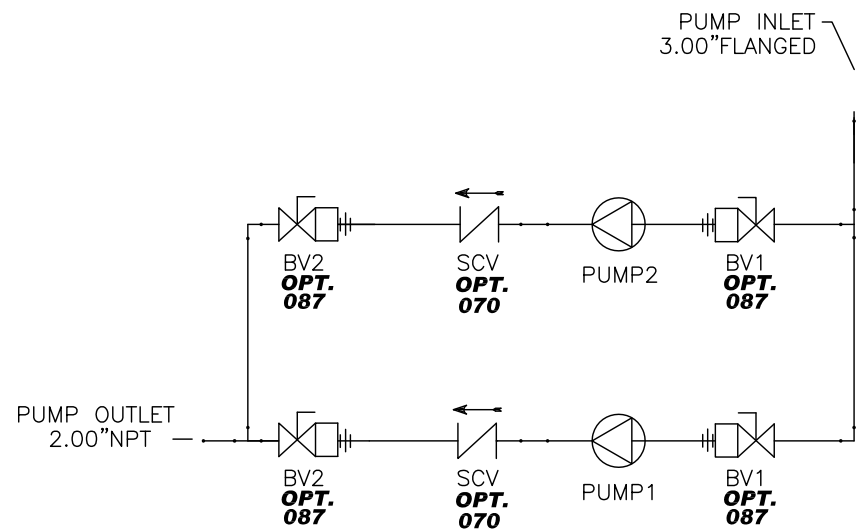 PUMP INLET
3.00"FLANGED
BV2
OPT.
087
SCV
OPT.
070
PUMP2
BV1
OPT.
087
PUMP OUTLET
2.00"NPT
BV2
OPT.
087
SCV
OPT.
070
PUMP1
BV1
OPT.
087